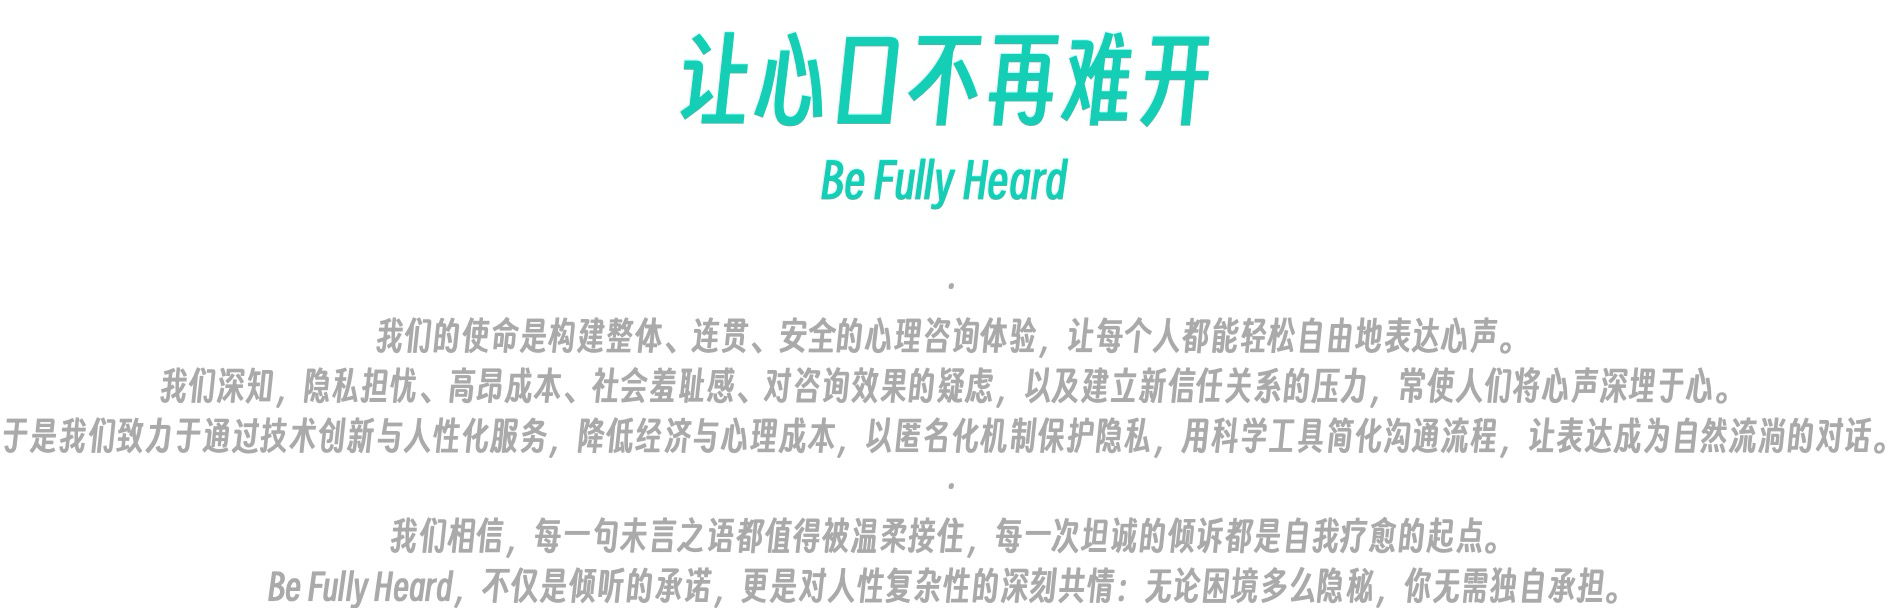 让心口不再难开
Be Fully Heard
·
我们的使命是构建整体、连贯、安全的心理咨询体验，让每个人都能轻松自由地表达心声。
我们深知，隐私担忧、高昂成本、社会羞耻感、对咨询效果的疑虑，以及建立新信任关系的压力，常使人们将心声深埋于心。
于是我们致力于通过技术创新与人性化服务，降低经济与心理成本，以匿名化机制保护隐私，用科学工具简化沟通流程，让表达成为自然流淌的对话。
·
我们相信，每一句未言之语都值得被温柔接住，每一次坦诚的倾诉都是自我疗愈的起点。
Be Fully Heard，不仅是倾听的承诺，更是对人性复杂性的深刻共情：无论困境多么隐秘，你无需独自承担。